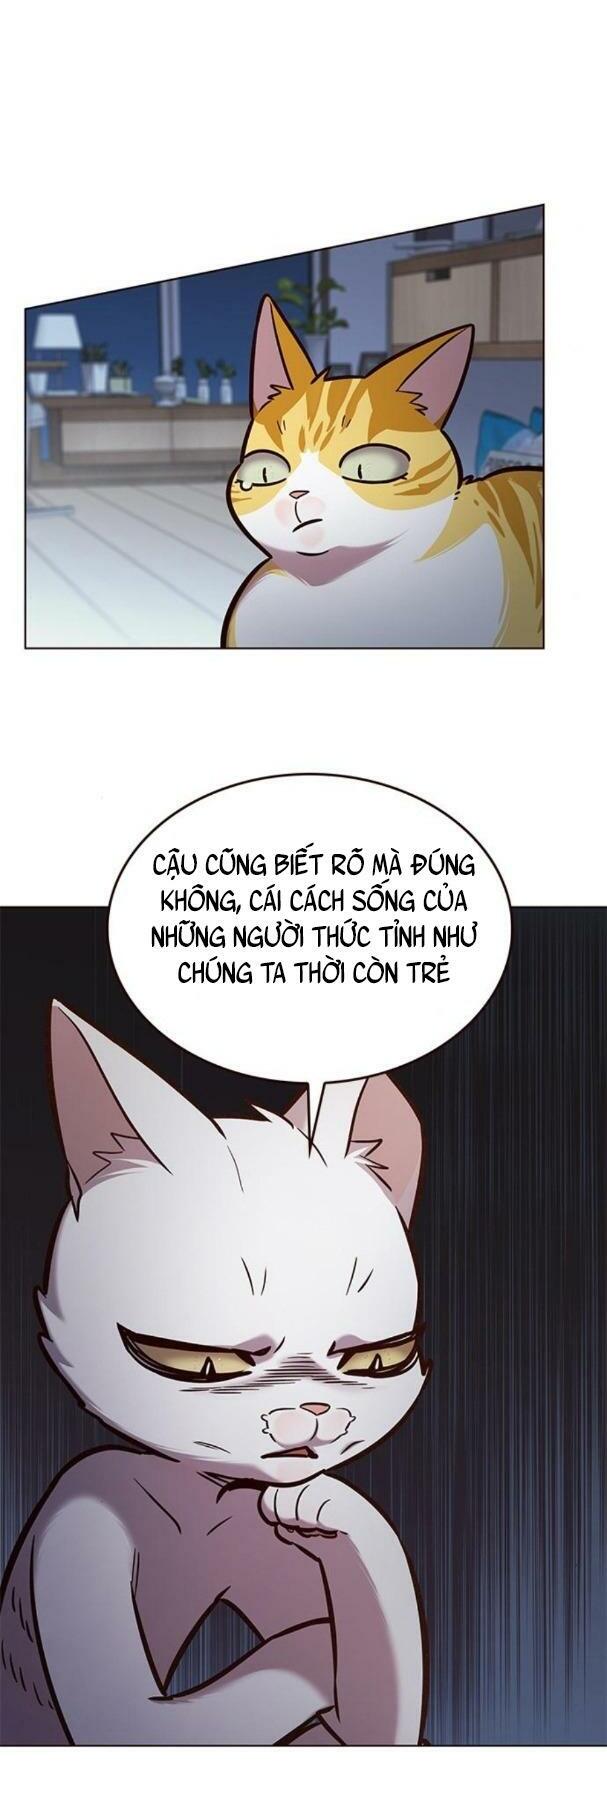 CẬU CŨNG BIẾT RÕ MÀ ĐÚNG
KHÔNG, CÁI CÁCH SỐNG CỦA
NHỮNG NGƯỜI THỨC TỈNH NHƯ
CHÚNG TA THỜI CÒN TRẺ